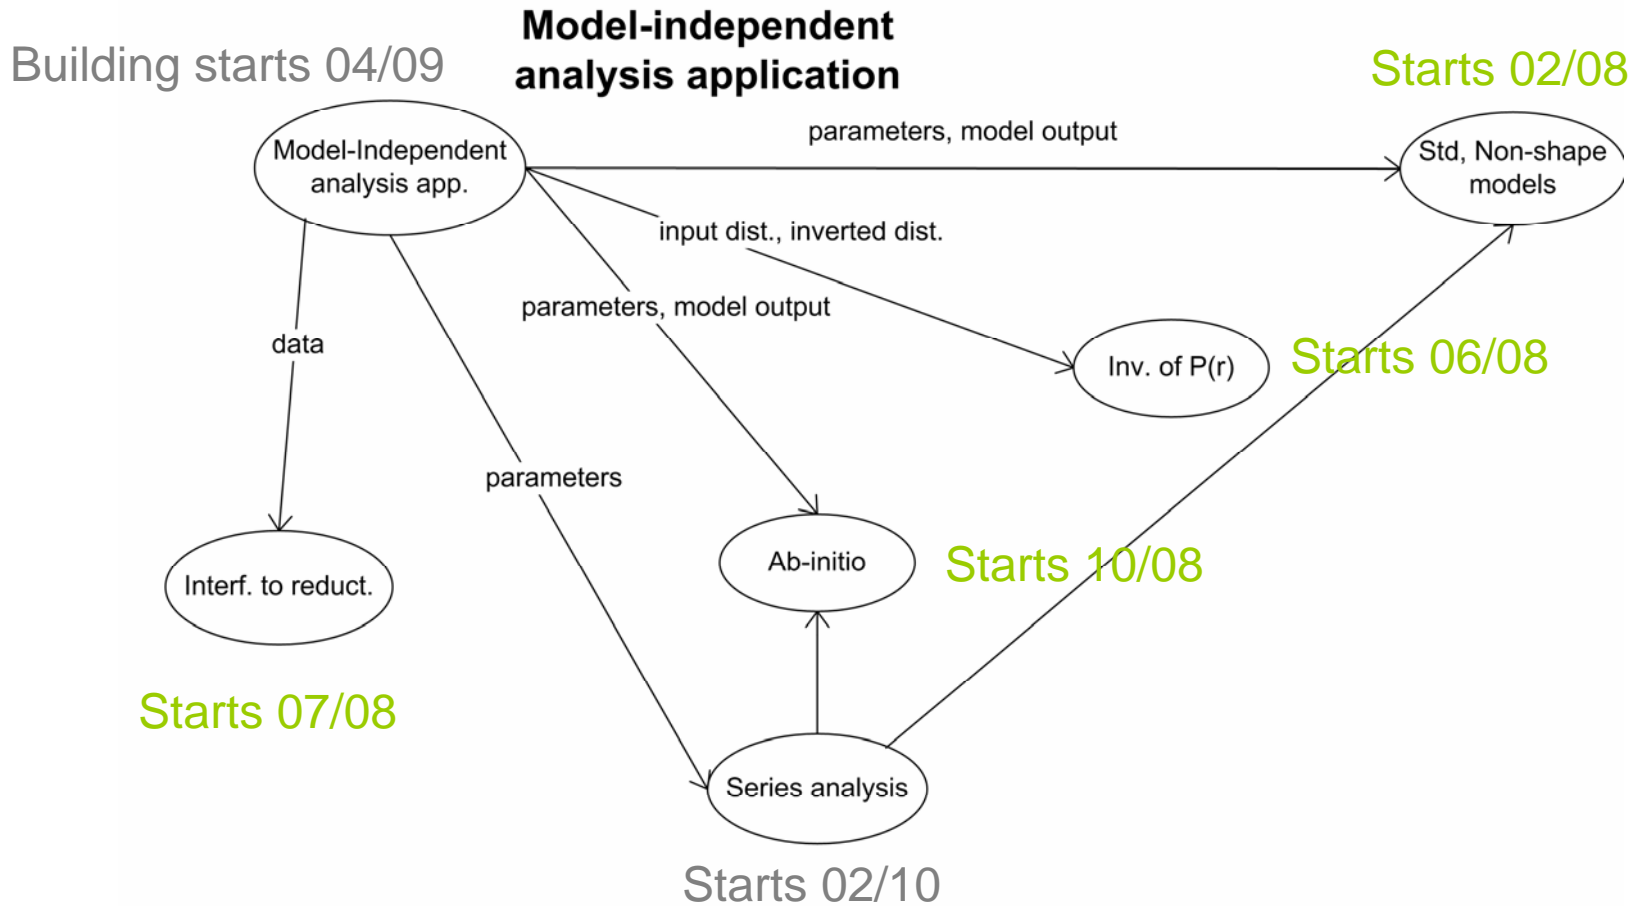 Model-independent
analysis application
Building starts 04/09
Starts 02/08
Model-Independent
analysis app.
parameters, model output
Std, Non-shape
models
input dist., inverted dist.
parameters, model output
data
Inv. of P(r)
Starts 06/08
parameters
Ab-initio
Starts 10/08
Interf. to reduct.
Starts 07/08
Series analysis
Starts 02/10